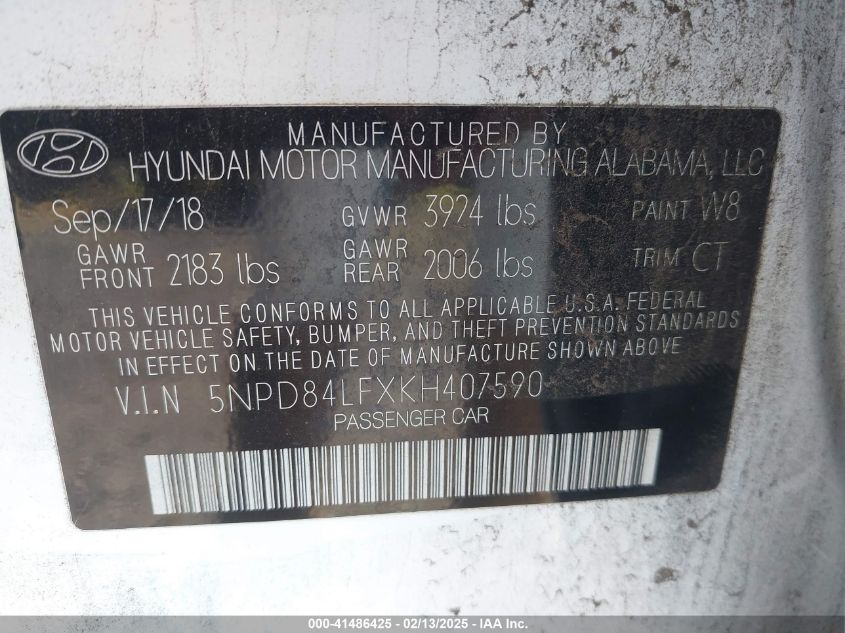 MANUFACTURED BY
HYUNDAI MOTOR MANUFACTURING ALABAMA, LLC
Sep/17/18 GVWR 3924 lbs PAINT W8
GAWR FRONT 2183 lbs GAWR REAR 2006 lbs TRIM CT
THIS VEHICLE CONFORMS TO ALL APPLICABLE U.S.A. FEDERAL
MOTOR VEHICLE SAFETY, BUMPER, AND THEFT PREVENTION STANDARDS
IN EFFECT ON THE DATE OF MANUFACTURE SHOWN ABOVE
V.I.N 5NPD84LFXKH407590
PASSENGER CAR
000-41486425 - 02/13/2025 - IAA Inc.